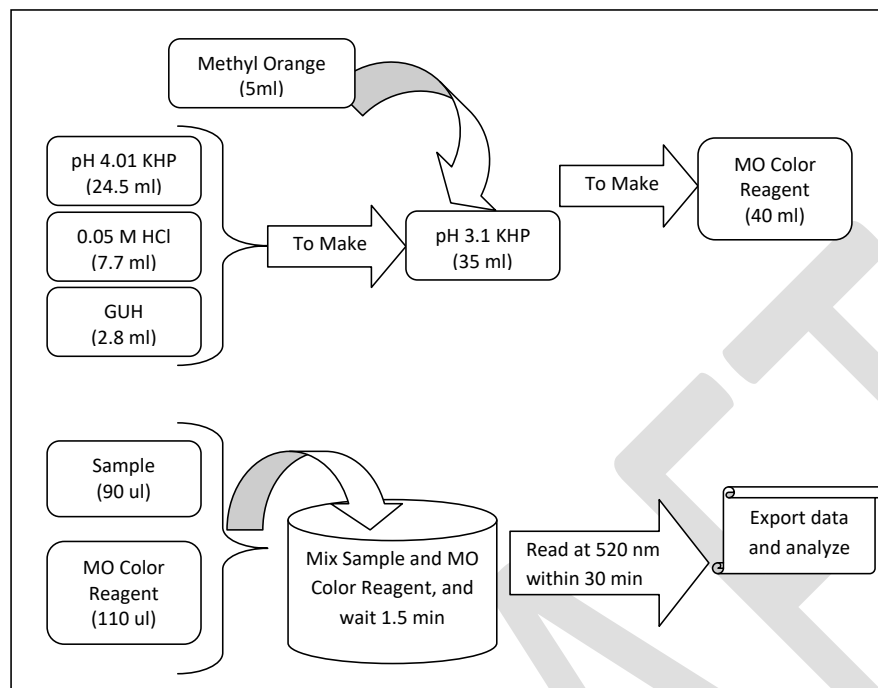 Methyl Orange
(5ml)
pH 4.01 KHP
(24.5 ml)
0.05 M HCl
(7.7 ml)
GUH
(2.8 ml)
To Make
pH 3.1 KHP
(35 ml)
To Make
MO Color
Reagent
(40 ml)
Sample
(90 ul)
MO Color
Reagent
(110 ul)
Mix Sample and MO
Color Reagent, and
wait 1.5 min
Read at 520 nm
within 30 min
Export data
and analyze